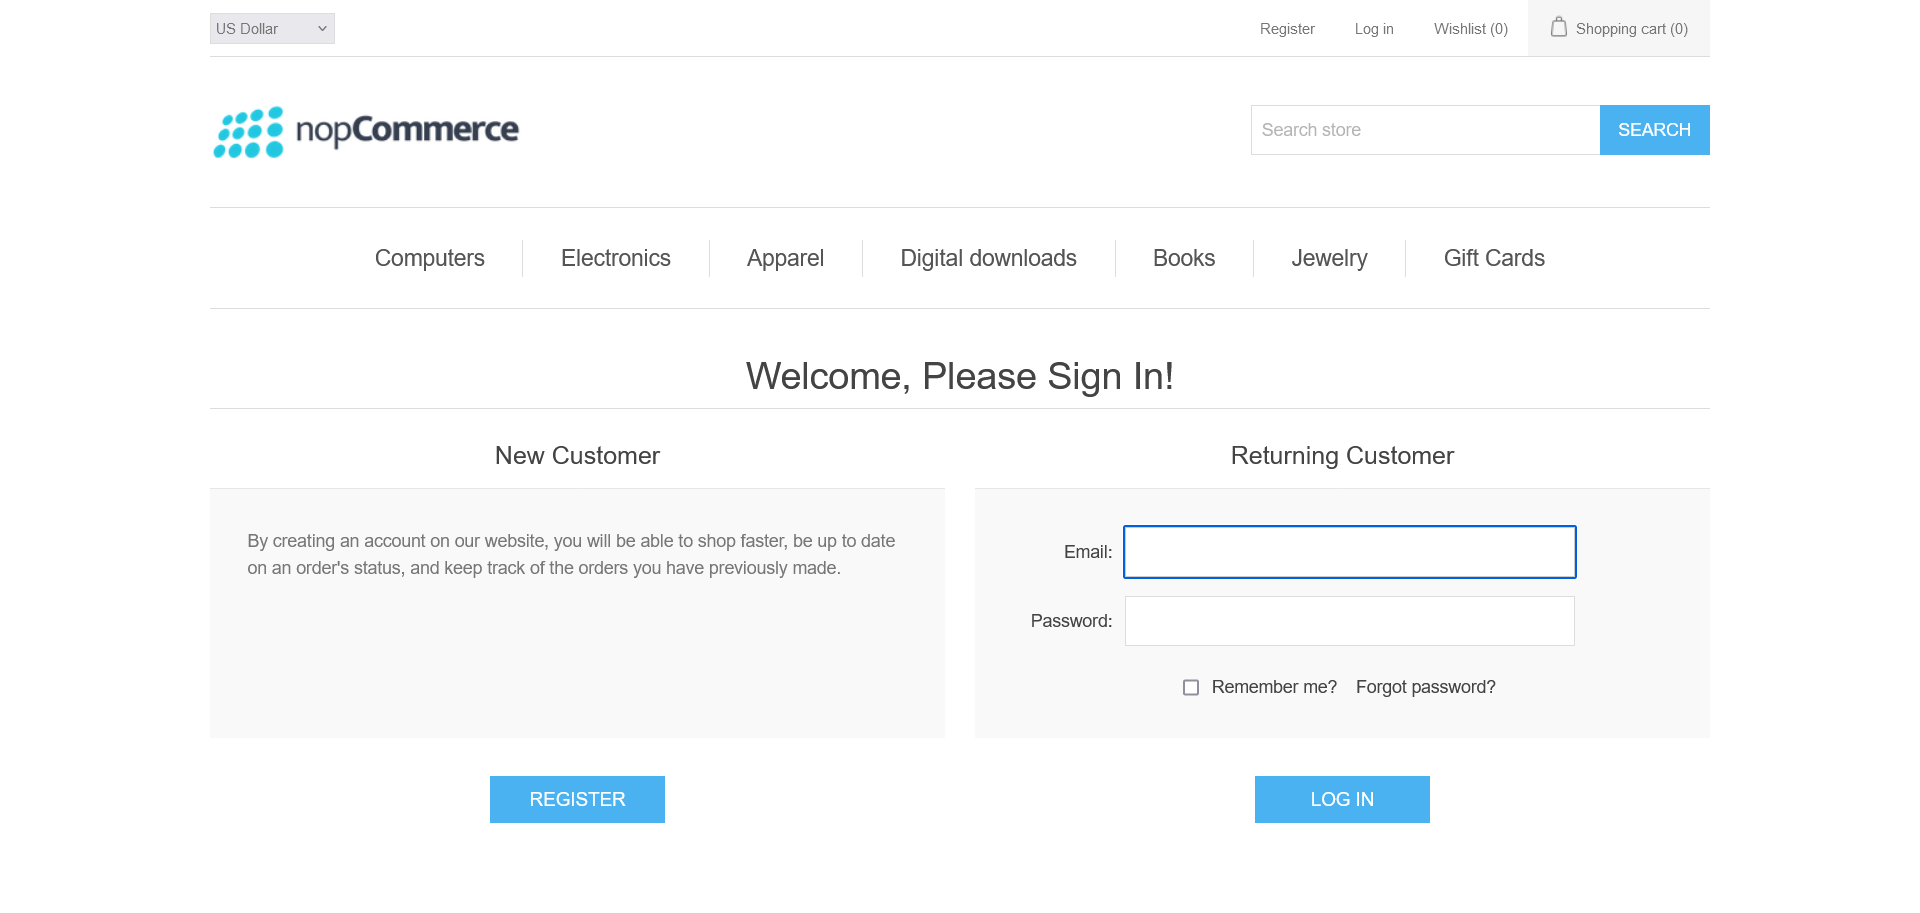 US Dollar
Register
Log in
Wishlist (0)
Shopping cart (0)
nopCommerce
Search store
SEARCH
Computers
Electronics
Apparel
Digital downloads
Books
Jewelry
Gift Cards
Welcome, Please Sign In!
New Customer
By creating an account on our website, you will be able to shop faster, be up to date
on an order's status, and keep track of the orders you have previously made.
REGISTER
Returning Customer
Email:
Password:
Remember me?
Forgot password?
LOG IN